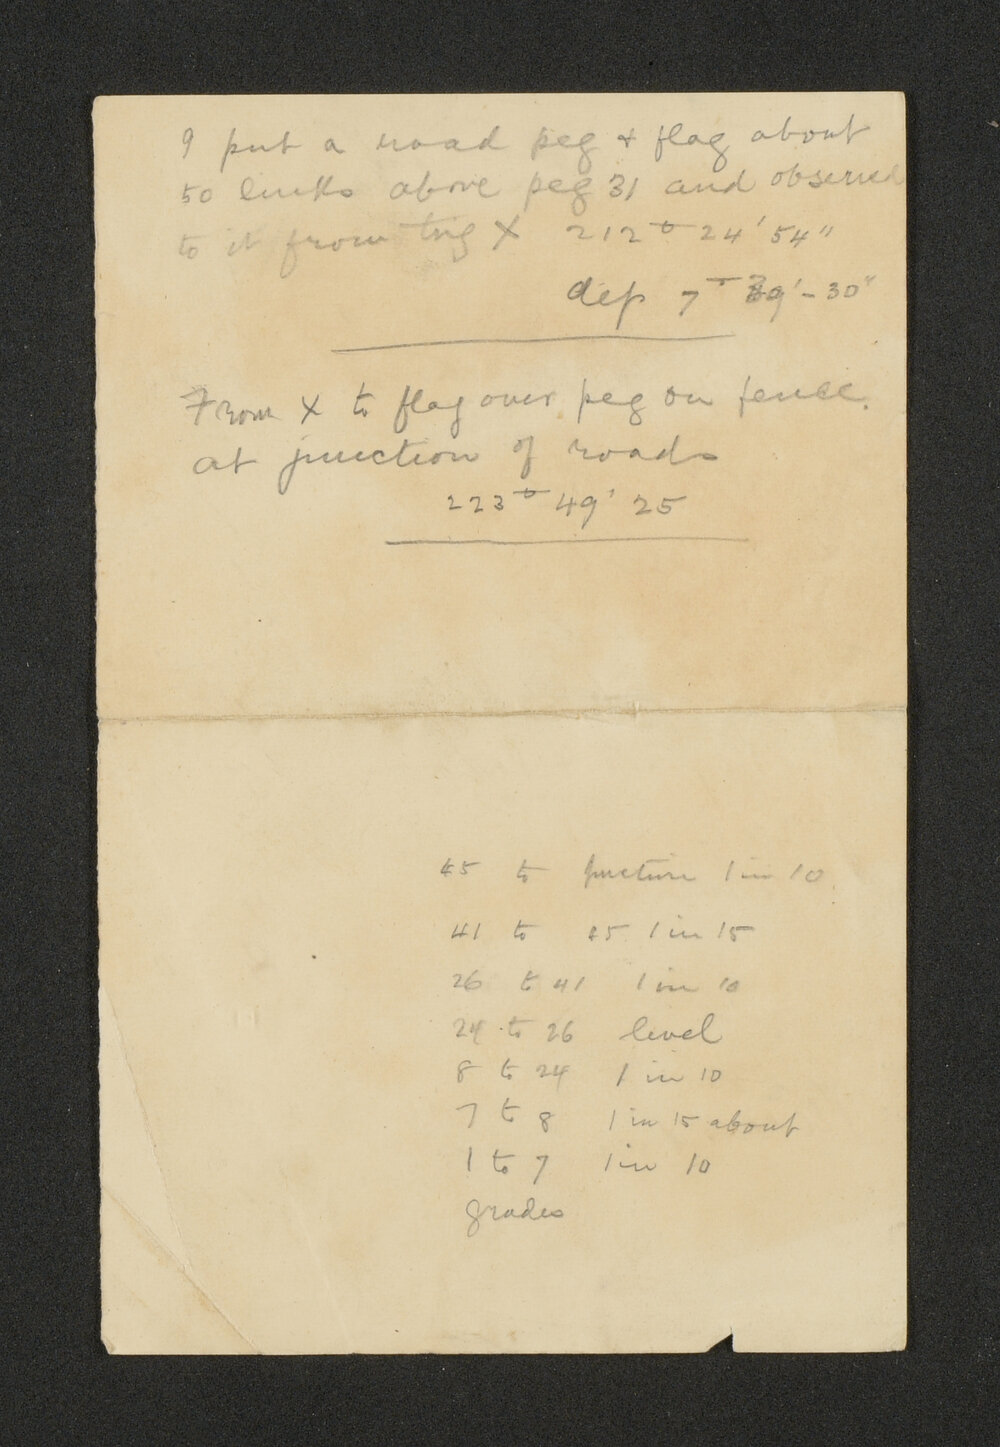 I put a road peg + flag about
50 links above peg 31 and observed
to it from trig X 212° 24' 54"
dep 7° 39' - 30"
From X to flag over peg on fence
at junction of roads
223° 49' 25
45 to junction 1 in 10
41 to 45 1 in 15
26 to 41 1 in 10
24 to 26 level
8 to 24 1 in 10
7 to 8 1 in 15 about
1 to 7 1 in 10
grades